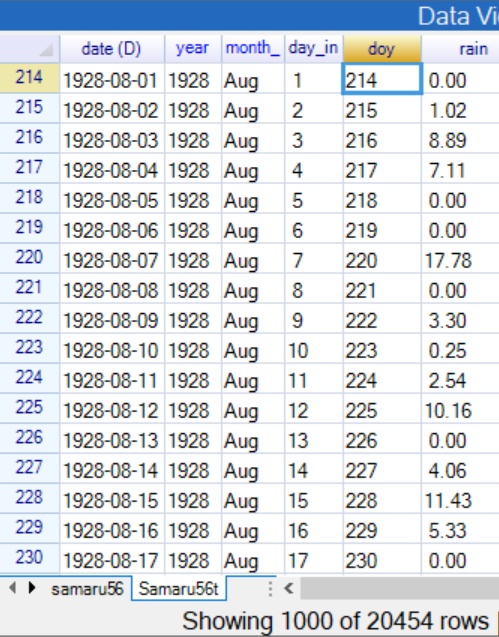 Data Vi
date (D) year month_ day_in doy rain
214 1928-08-01 1928 Aug 1 214 0.00
215 1928-08-02 1928 Aug 2 215 1.02
216 1928-08-03 1928 Aug 3 216 8.89
217 1928-08-04 1928 Aug 4 217 7.11
218 1928-08-05 1928 Aug 5 218 0.00
219 1928-08-06 1928 Aug 6 219 0.00
220 1928-08-07 1928 Aug 7 220 17.78
221 1928-08-08 1928 Aug 8 221 0.00
222 1928-08-09 1928 Aug 9 222 3.30
223 1928-08-10 1928 Aug 10 223 0.25
224 1928-08-11 1928 Aug 11 224 2.54
225 1928-08-12 1928 Aug 12 225 10.16
226 1928-08-13 1928 Aug 13 226 0.00
227 1928-08-14 1928 Aug 14 227 4.06
228 1928-08-15 1928 Aug 15 228 11.43
229 1928-08-16 1928 Aug 16 229 5.33
230 1928-08-17 1928 Aug 17 230 0.00
samaru56 Samaru56t
Showing 1000 of 20454 rows |